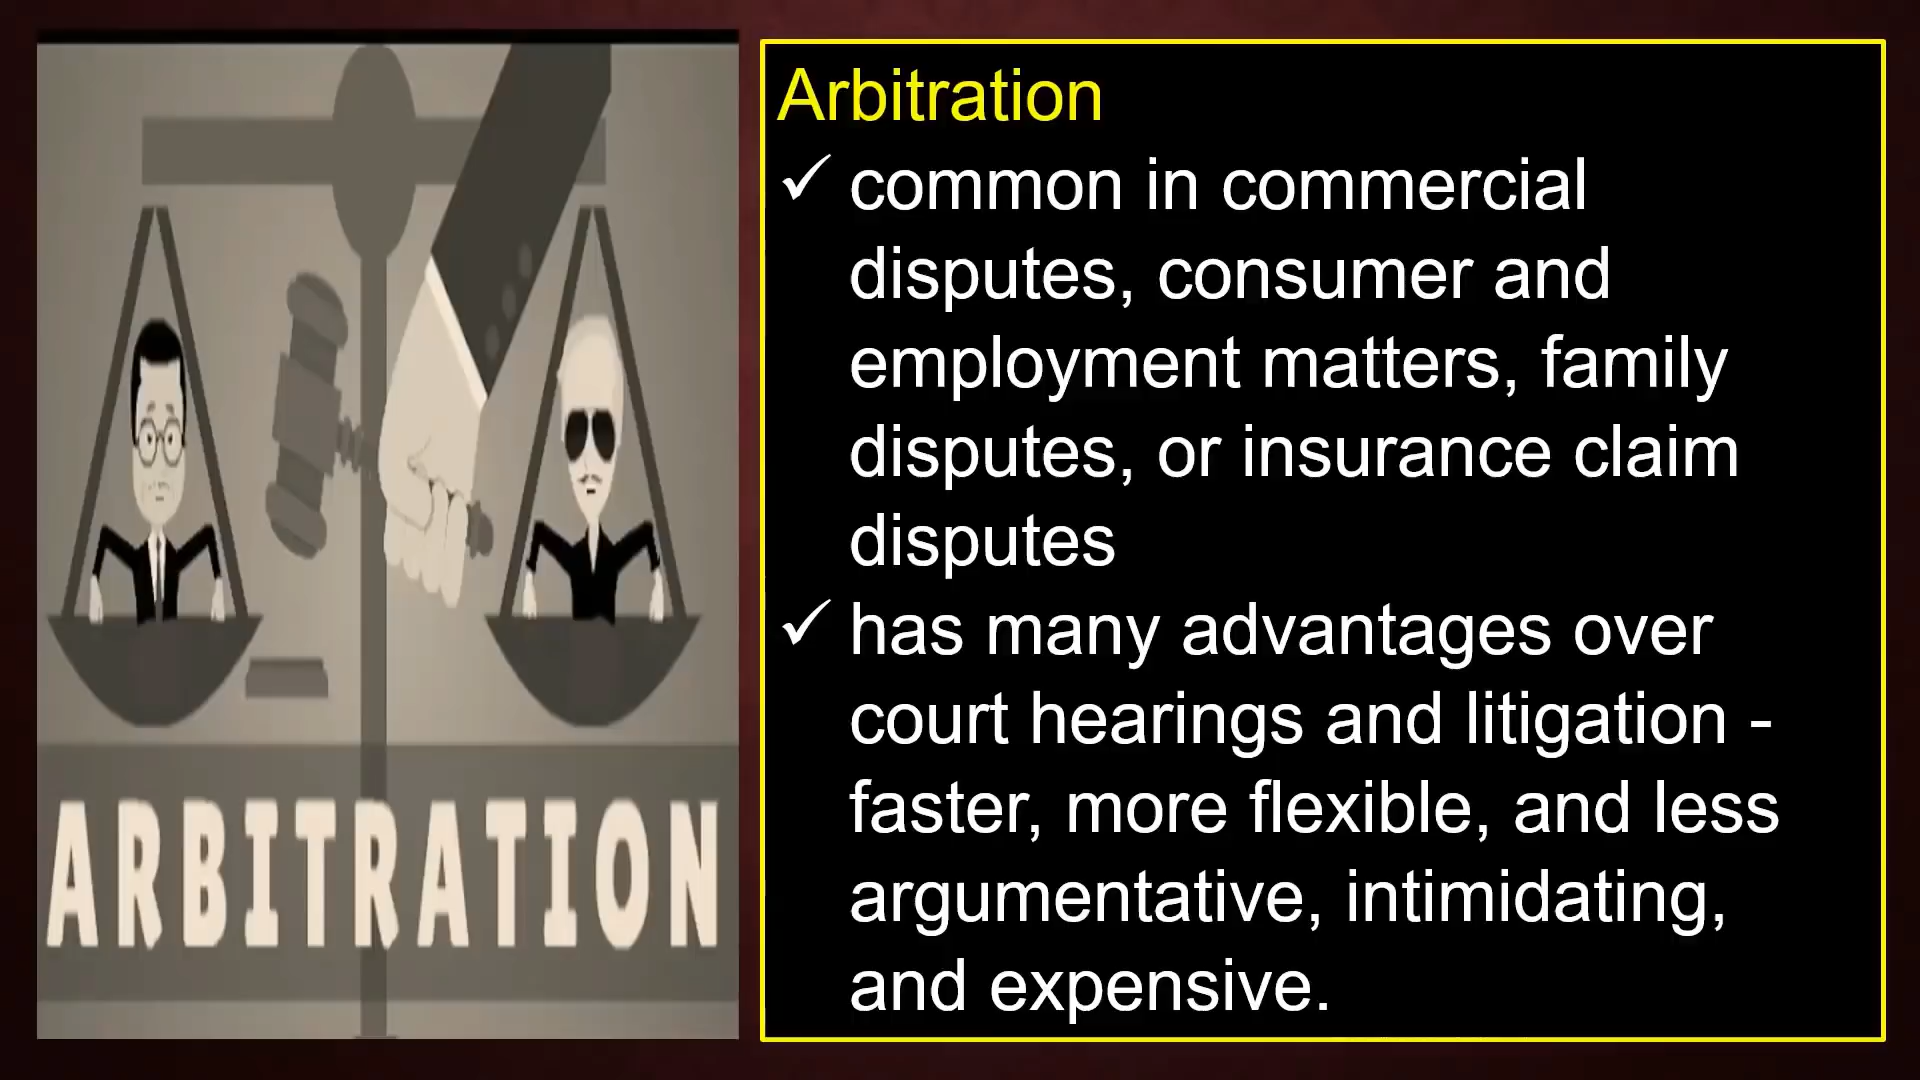 Arbitration
✓ common in commercial
disputes, consumer and
employment matters, family
disputes, or insurance claim
disputes
✓ has many advantages over
court hearings and litigation -
faster, more flexible, and less
argumentative, intimidating,
and expensive.
ARBITRATION